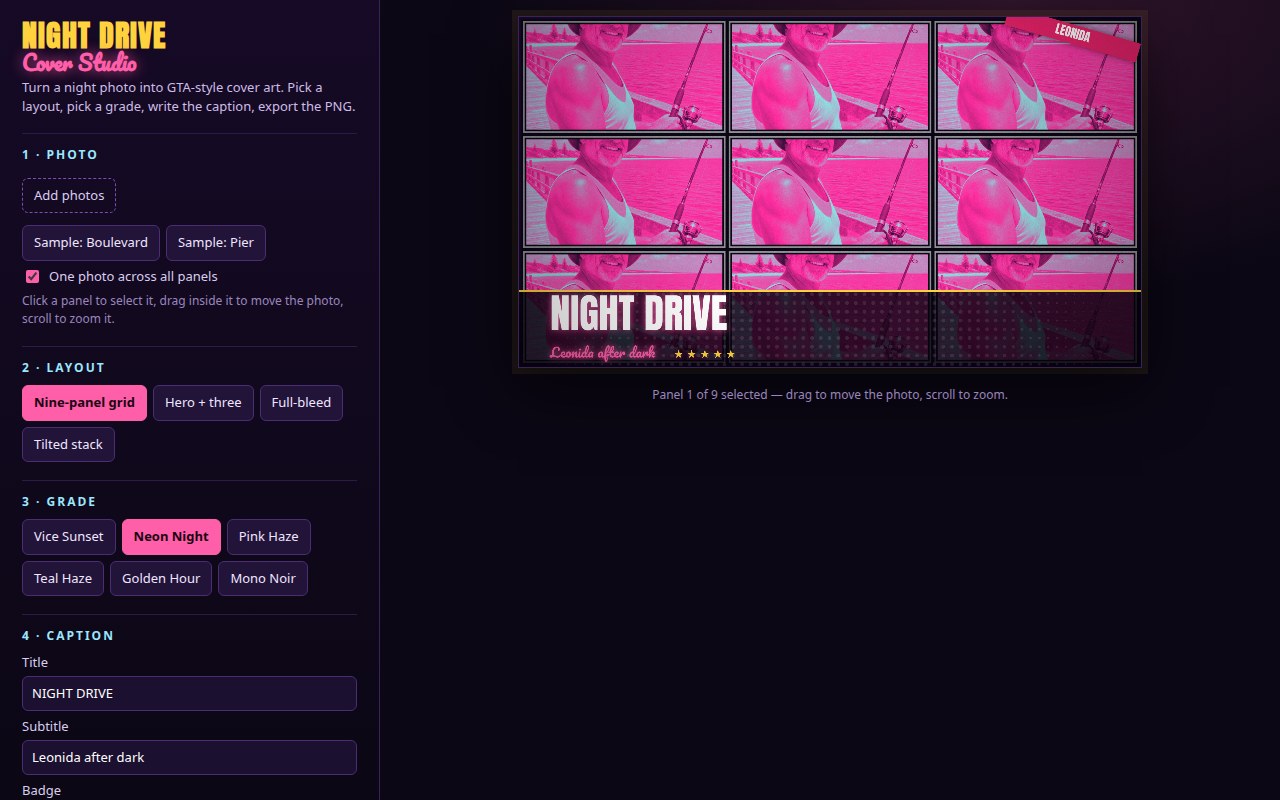 NIGHT DRIVE
Cover Studio
Turn a night photo into GTA-style cover art. Pick a
layout, pick a grade, write the caption, export the PNG.
1 · PHOTO
Add photos
Sample: Boulevard
Sample: Pier
One photo across all panels
Click a panel to select it, drag inside it to move the photo,
scroll to zoom it.
2 · LAYOUT
Nine-panel grid
Hero + three
Full-bleed
Tilted stack
3 · GRADE
Vice Sunset
Neon Night
Pink Haze
Teal Haze
Golden Hour
Mono Noir
4 · CAPTION
Title
NIGHT DRIVE
Subtitle
Leonida after dark
Badge
LEONIDA
NIGHT DRIVE
Leonida after dark ★★★★★
Panel 1 of 9 selected — drag to move the photo, scroll to zoom.